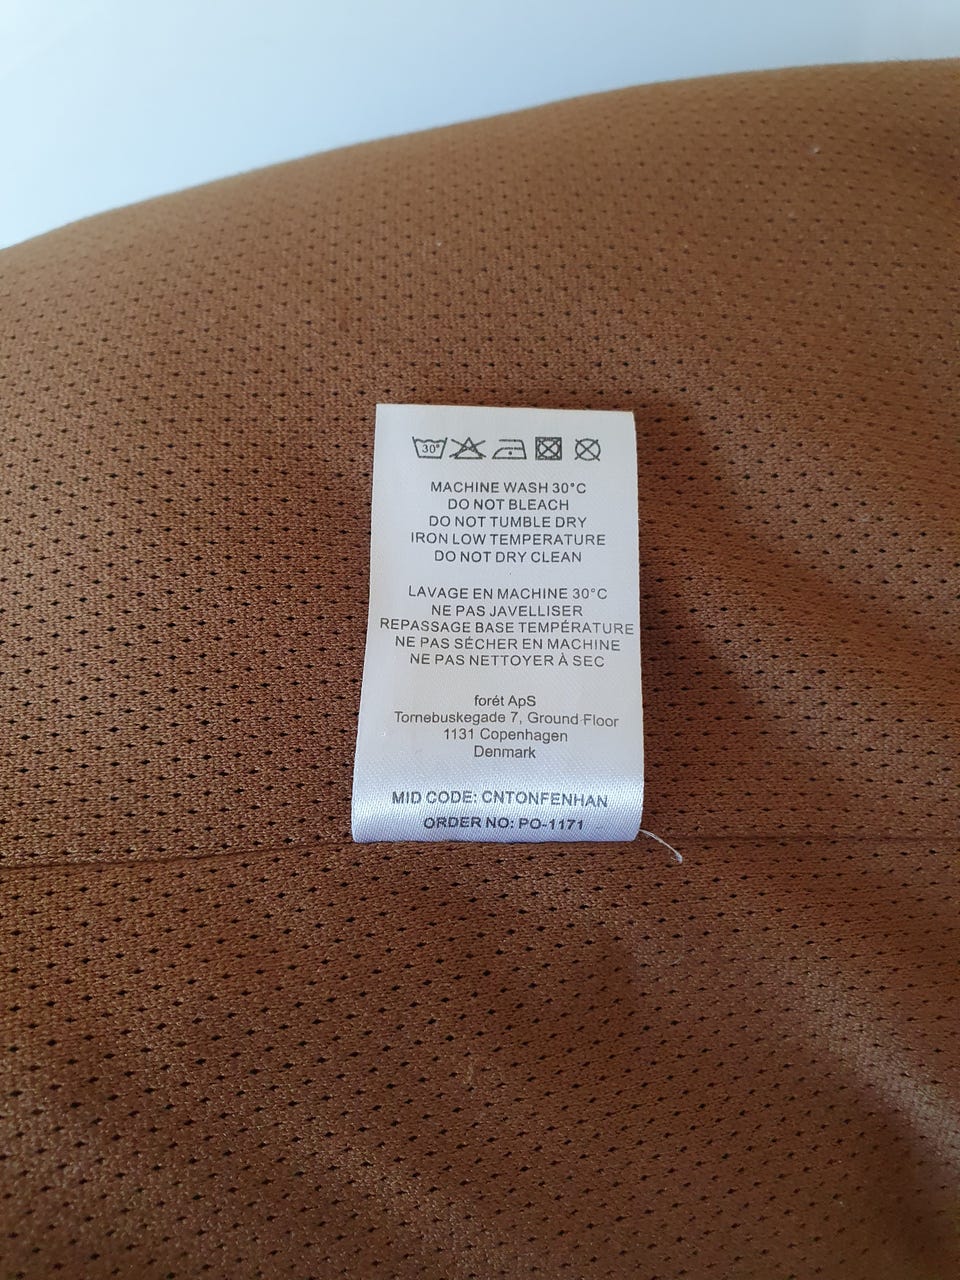 30°
MACHINE WASH 30°C
DO NOT BLEACH
DO NOT TUMBLE DRY
IRON LOW TEMPERATURE
DO NOT DRY CLEAN
LAVAGE EN MACHINE 30°C
NE PAS JAVELLISER
REPASSAGE BASE TEMPÉRATURE
NE PAS SÉCHER EN MACHINE
NE PAS NETTOYER À SEC
forét ApS
Tornebuskegade 7, Ground Floor
1131 Copenhagen
Denmark
MID CODE: CNTONFENHAN
ORDER NO: PO-1171